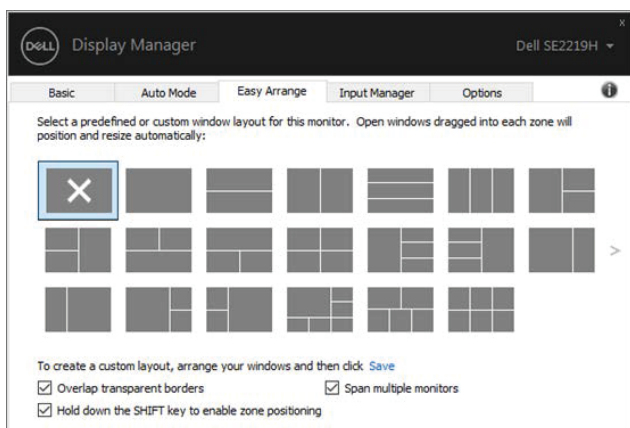 x
DELL Display Manager Dell SE2219H
Basic Auto Mode Easy Arrange Input Manager Options
Select a predefined or custom window layout for this monitor. Open windows dragged into each zone will
position and resize automatically:
To create a custom layout, arrange your windows and then click Save
Overlap transparent borders Span multiple monitors
Hold down the SHIFT key to enable zone positioning